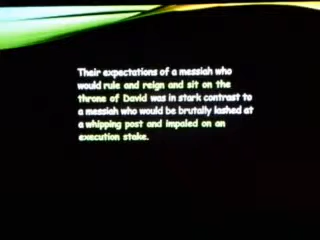 Their expectations of a messiah who
would rule and reign and sit on the
throne of David was in stark contrast to
a messiah who would be brutally lashed at
a whipping post and impaled on an
execution stake.